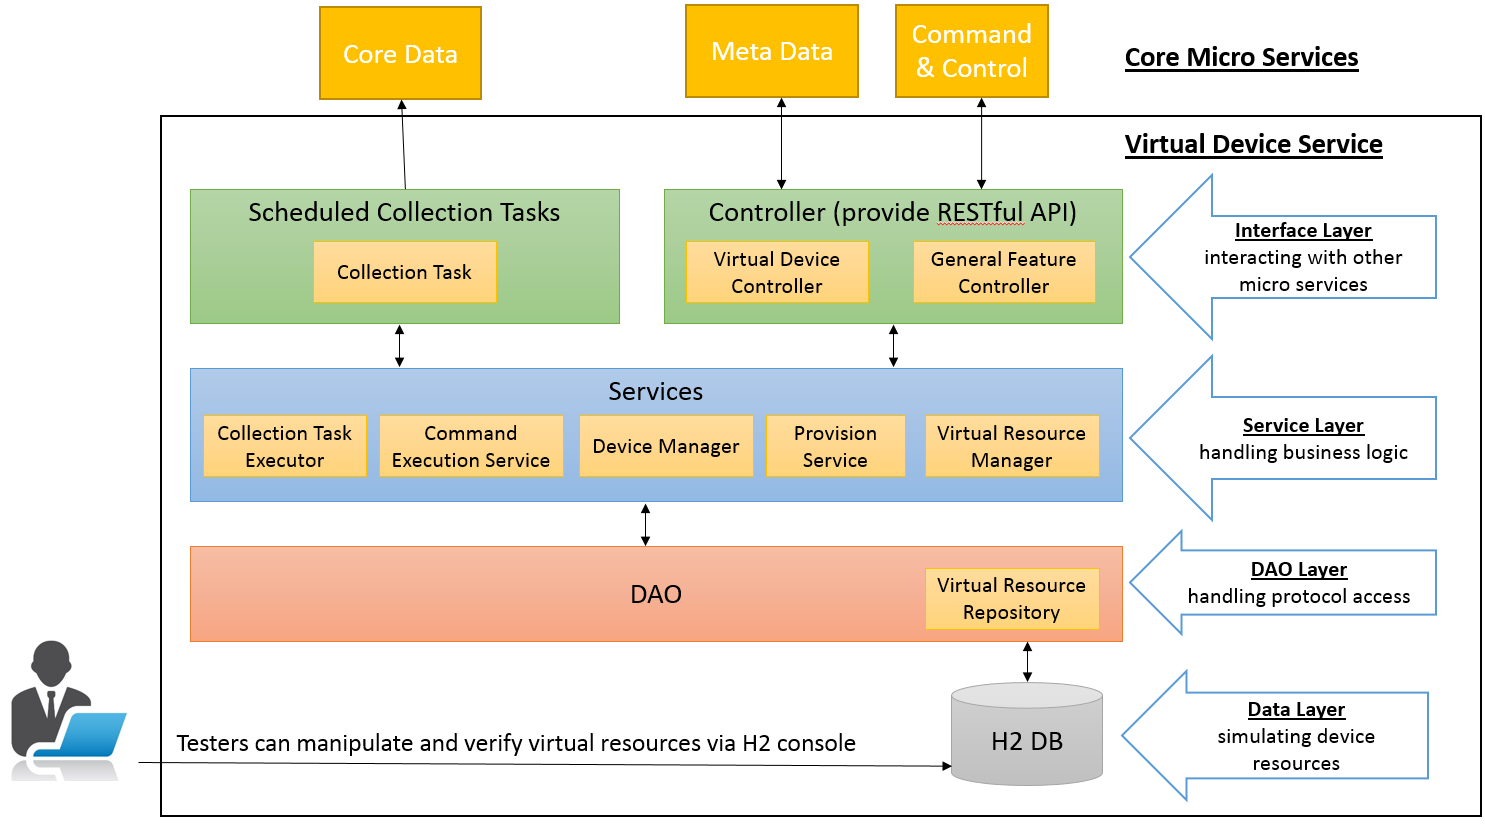 Core Data
Meta Data
Command
& Control
Core Micro Services
Virtual Device Service
Scheduled Collection Tasks
Collection Task
Controller (provide RESTful API)
Virtual Device
Controller
General Feature
Controller
Interface Layer
interacting with other
micro services
Services
Collection Task
Executor
Command
Execution Service
Device Manager
Provision
Service
Virtual Resource
Manager
Service Layer
handling business logic
DAO
Virtual Resource
Repository
DAO Layer
handling protocol access
Testers can manipulate and verify virtual resources via H2 console
H2 DB
Data Layer
simulating device
resources